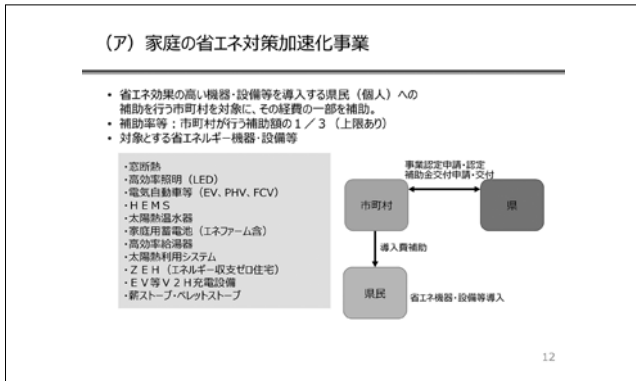 （ア）家庭の省エネ対策加速化事業
• 省エネ効果の高い機器・設備等を導入する県民（個人）への
補助を行う市町村を対象に、その経費の一部を補助。
• 補助率等：市町村が行う補助額の１／３（上限あり）
• 対象とする省エネルギー機器・設備等
・窓断熱
・高効率照明（LED）
・電気自動車等（EV、PHV、FCV）
・ＨＥＭＳ
・太陽熱温水器
・家庭用蓄電池（エネファーム含）
・高効率給湯器
・太陽熱利用システム
・ＺＥＨ（エネルギー収支ゼロ住宅）
・ＥＶ等Ｖ２Ｈ充電設備
・薪ストーブ・ペレットストーブ
事業認定申請・認定
補助金交付申請・交付
市町村
県
導入費補助
県民
省エネ機器・設備等導入
12